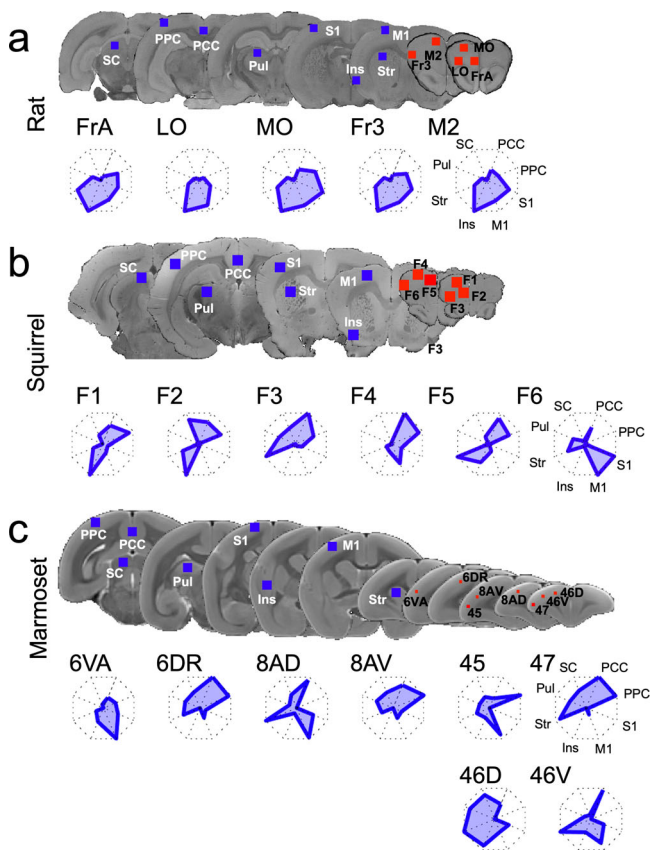 a
Rat
PPC PCC S1 M1 MO
SC Pul Ins Str Fr3 M2 LO FrA
FrA LO MO Fr3 M2
SC PCC
Pul PPC
Str S1
Ins M1
b
Squirrel
SC PPC PCC S1 M1 F4 F1
Pul Str Ins F6 F5 F2
F3
F3
F1 F2 F3 F4 F5 F6
SC PCC
Pul PPC
Str S1
Ins M1
c
Marmoset
PPC PCC S1 M1
SC Pul Ins Str 6VA 6DR 8AV 45 8AD 47 46V 46D
6VA 6DR 8AD 8AV 45 47
SC PCC
Pul PPC
Str S1
Ins M1
46D 46V